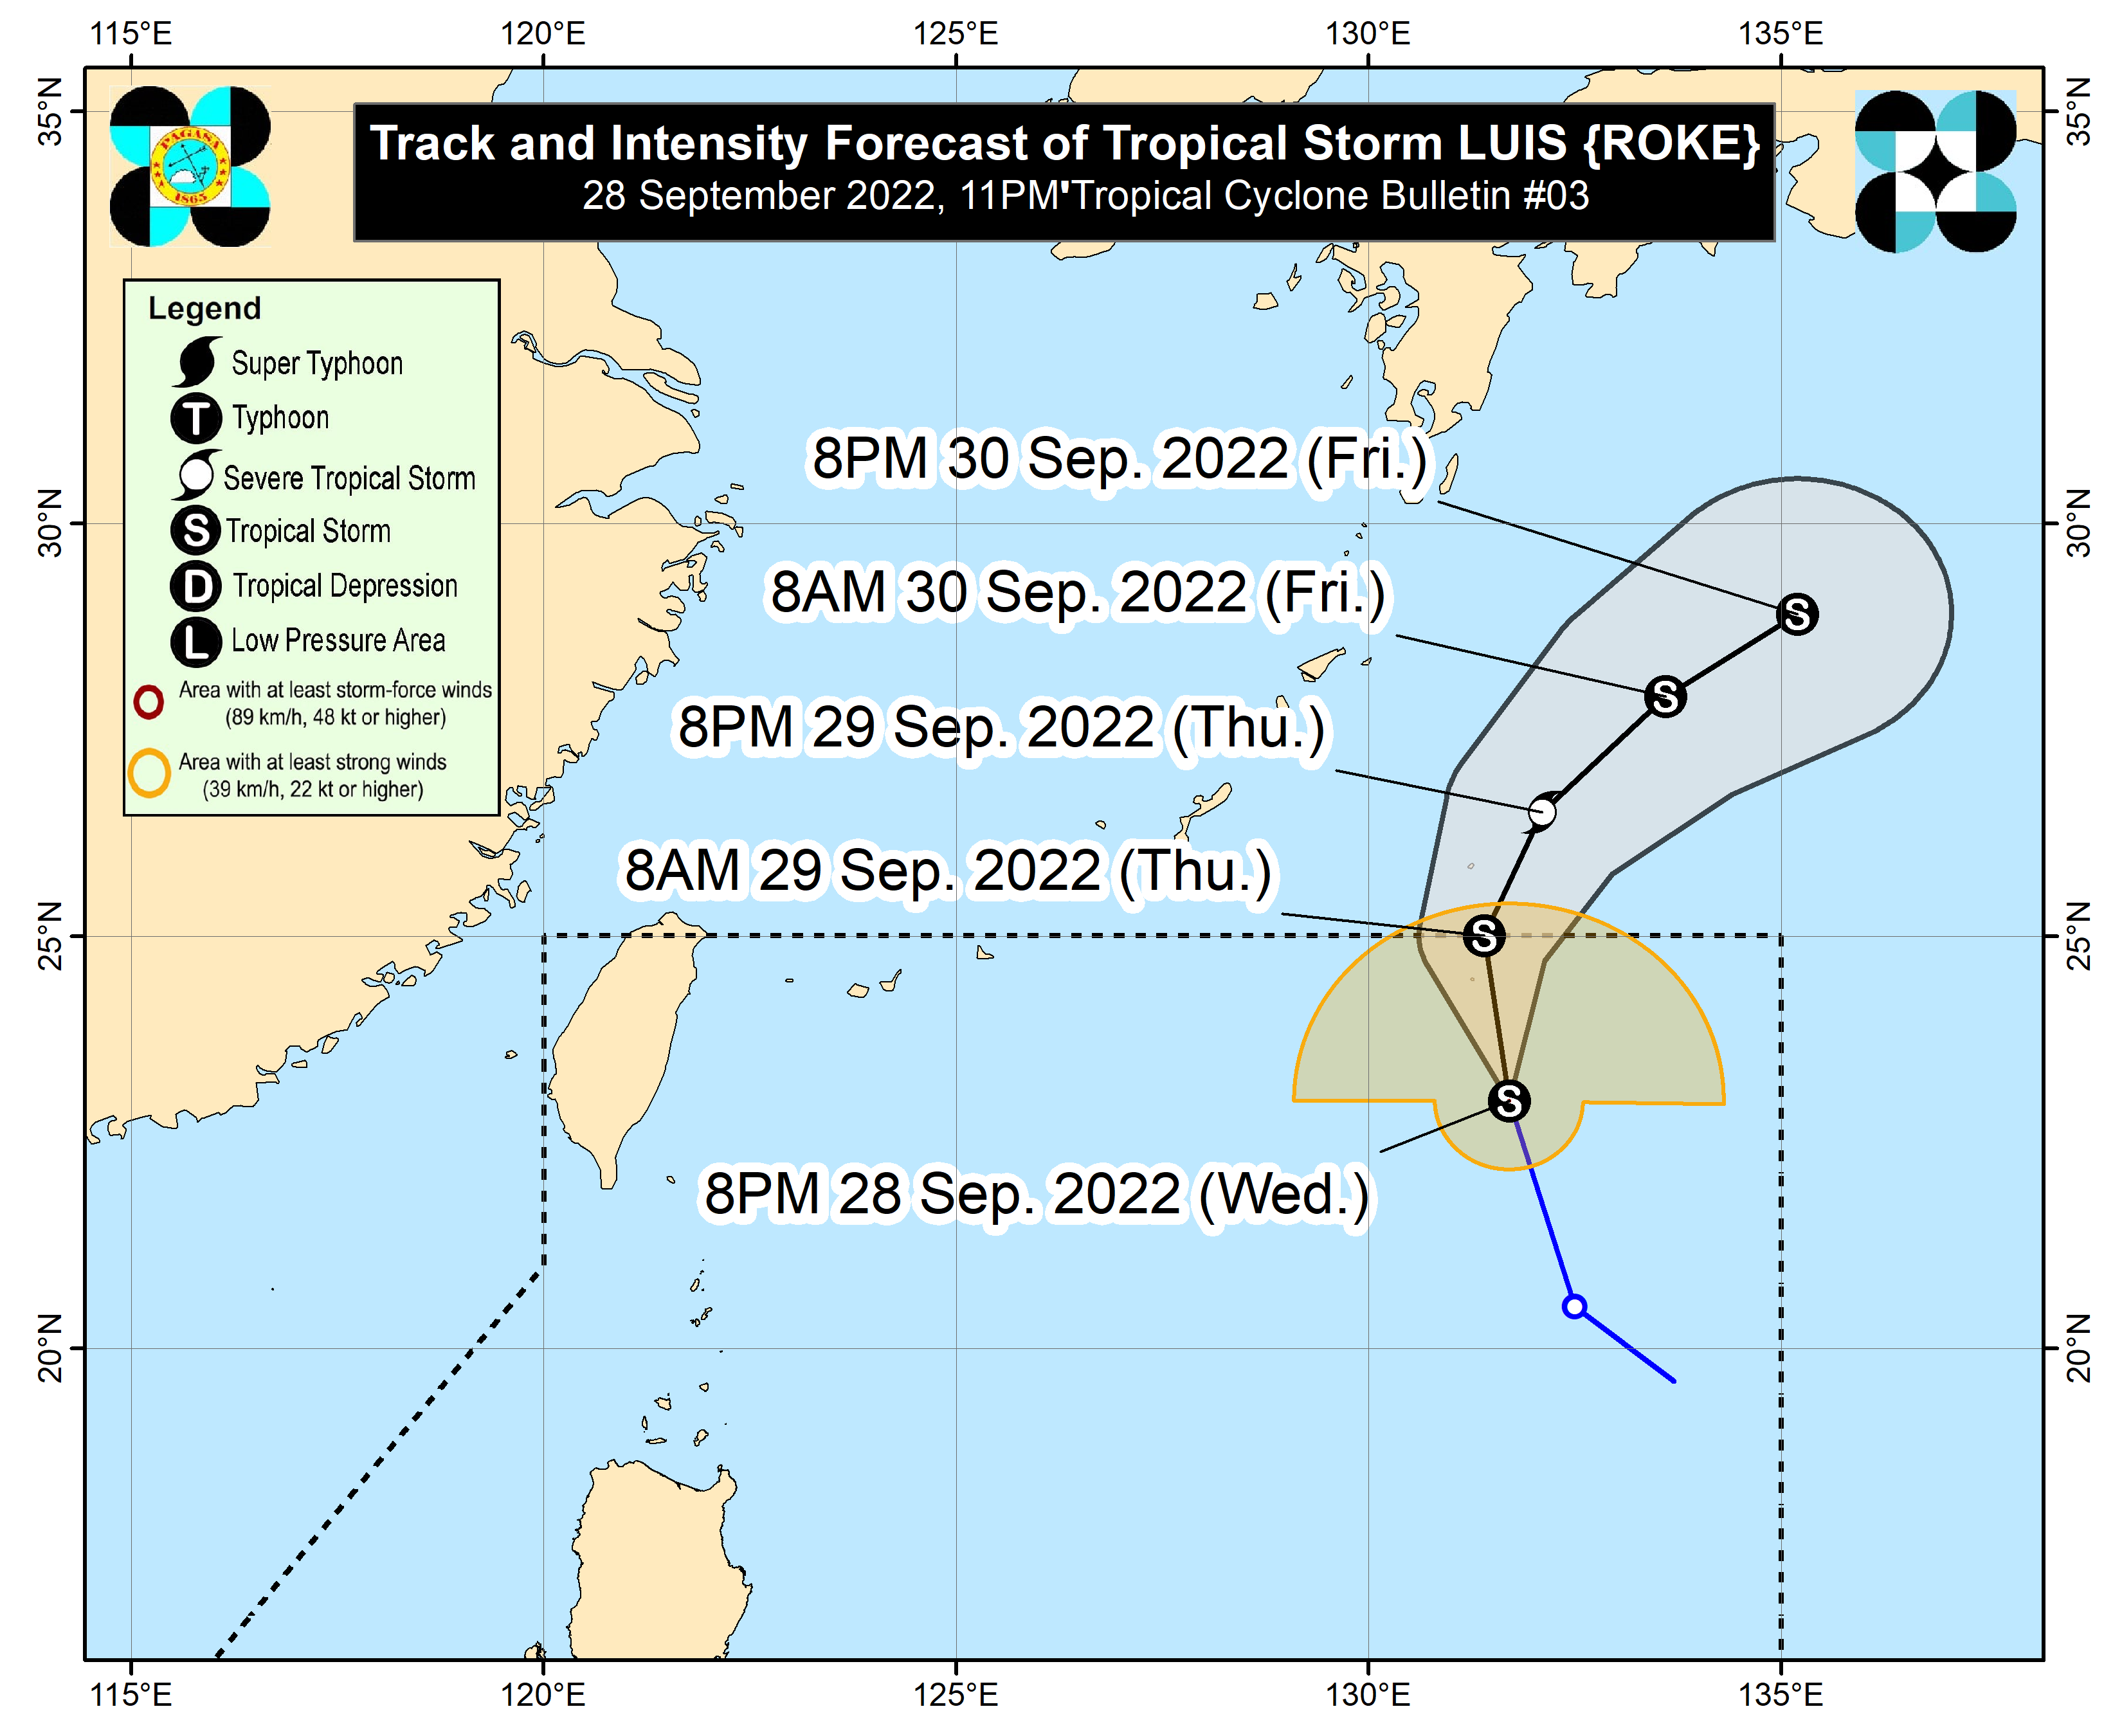 115°E 120°E 125°E 130°E 135°E
35°N 35°N
PAGASA
1865
Track and Intensity Forecast of Tropical Storm LUIS {ROKE}
28 September 2022, 11PM'Tropical Cyclone Bulletin #03
Legend
Super Typhoon
T Typhoon
Severe Tropical Storm
S Tropical Storm
D Tropical Depression
L Low Pressure Area
Area with at least storm-force winds
(89 km/h, 48 kt or higher)
Area with at least strong winds
(39 km/h, 22 kt or higher)
8PM 30 Sep. 2022 (Fri.)
30°N 30°N
8AM 30 Sep. 2022 (Fri.)
S
S
8PM 29 Sep. 2022 (Thu.)
8AM 29 Sep. 2022 (Thu.)
25°N S 25°N
S
8PM 28 Sep. 2022 (Wed.)
20°N 20°N
115°E 120°E 125°E 130°E 135°E